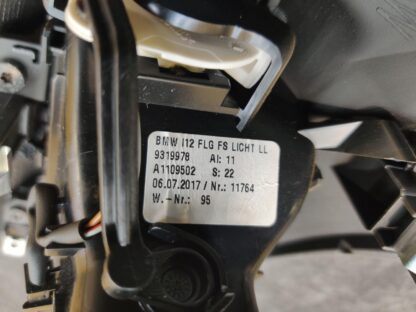 BMW I12 FLG FS LICHT LL
9319978 AI: 11
A1109502 S: 22
06.07.2017 / Nr.: 11764
W.-Nr.: 95